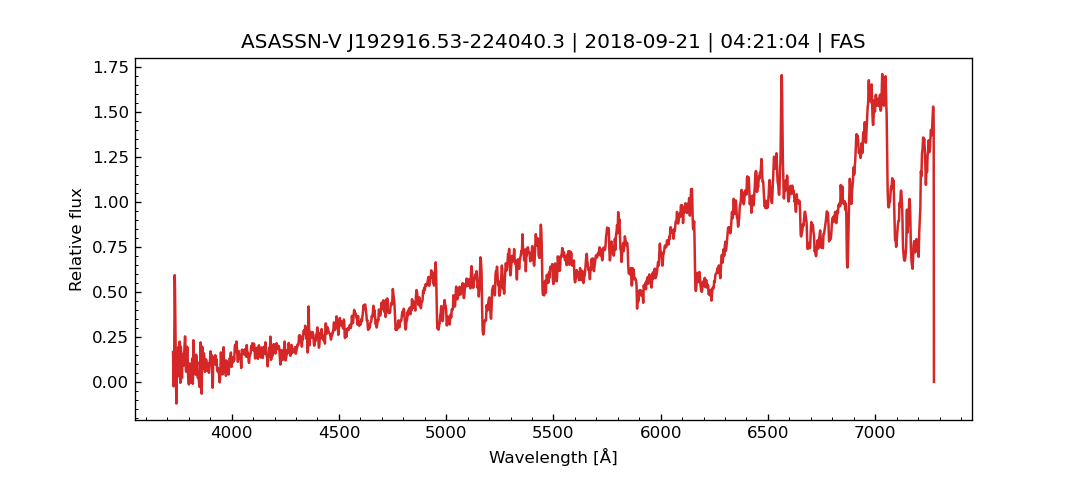 ASASSN-V J192916.53-224040.3 | 2018-09-21 | 04:21:04 | FAS
1.75
1.50
1.25
1.00
0.75
0.50
0.25
0.00
Relative flux
4000 4500 5000 5500 6000 6500 7000
Wavelength [Å]